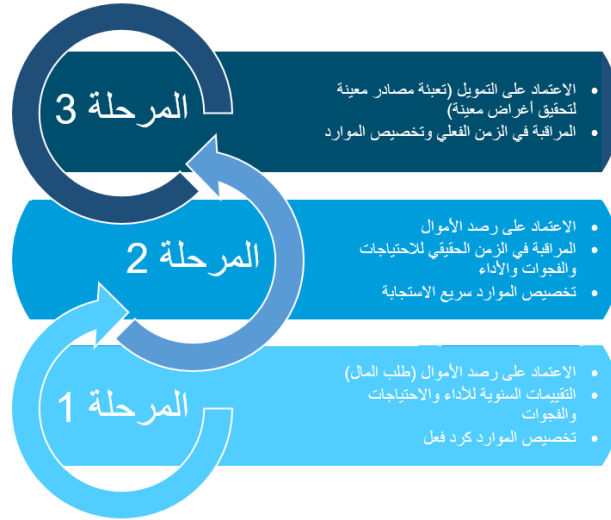 المرحلة 3
• الاعتماد على التمويل (تعبئة مصادر معينة
لتحقيق أغراض معينة)
• المراقبة في الزمن الفعلي وتخصيص الموارد
المرحلة 2
• الاعتماد على رصد الأموال
• المراقبة في الزمن الحقيقي للاحتياجات
والفجوات والأداء
• تخصيص الموارد سريع الاستجابة
المرحلة 1
• الاعتماد على رصد الأموال (طلب المال)
• التقييمات السنوية للأداء والاحتياجات
والفجوات
• تخصيص الموارد كرد فعل